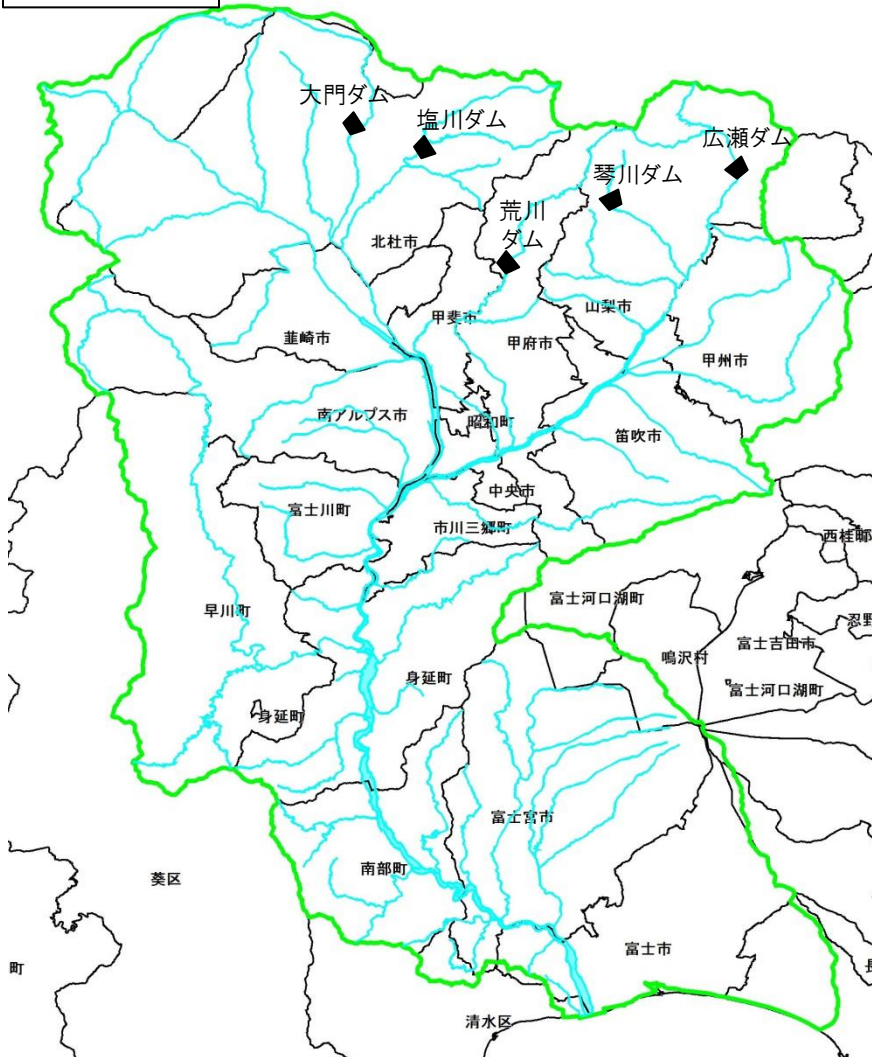 大門ダム
塩川ダム
広瀬ダム
琴川ダム
荒川
ダム
北杜市
甲斐市
山梨市
韮崎市
甲府市
甲州市
南アルプス市
昭和町
笛吹市
中央市
富士川町
市川三郷町
西桂町
富士河口湖町
早川町
忍野
富士吉田市
鳴沢村
身延町
富士河口湖町
身延町
富士宮市
南部町
葵区
富士市
町
長
清水区